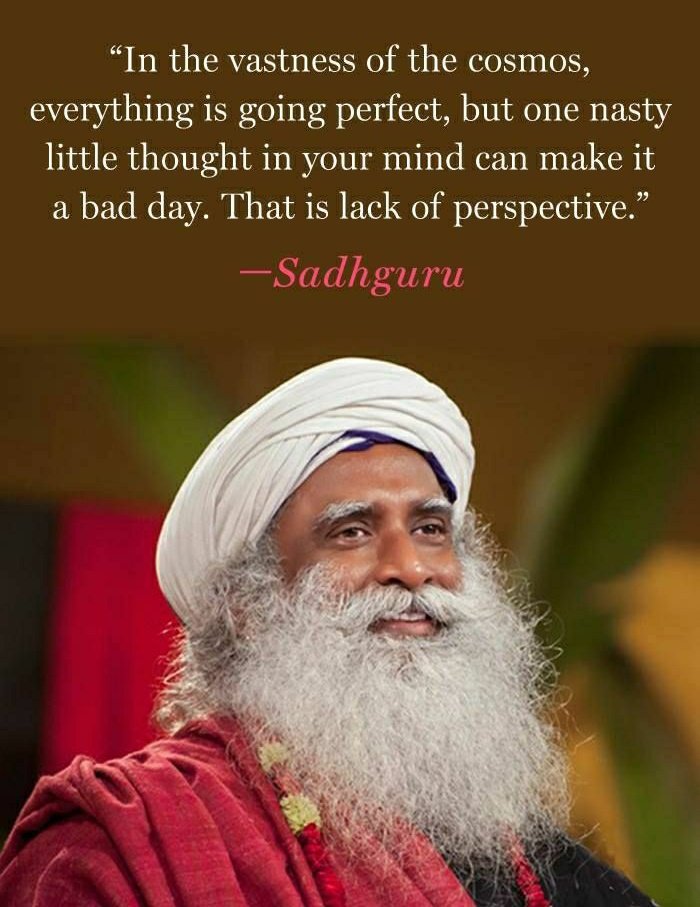 “In the vastness of the cosmos,
everything is going perfect, but one nasty
little thought in your mind can make it
a bad day. That is lack of perspective.”
—Sadhguru